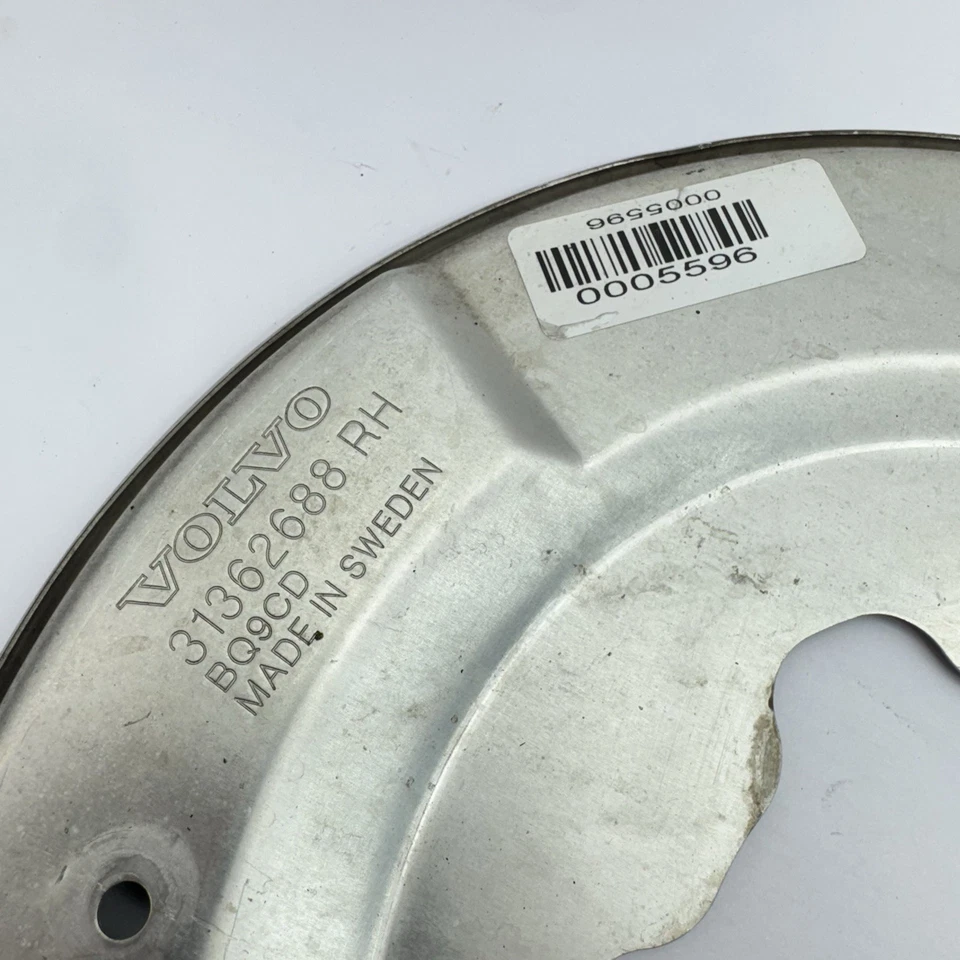 0005596
0005596
VOLVO
31362688 RH
BQ9CD
MADE IN SWEDEN